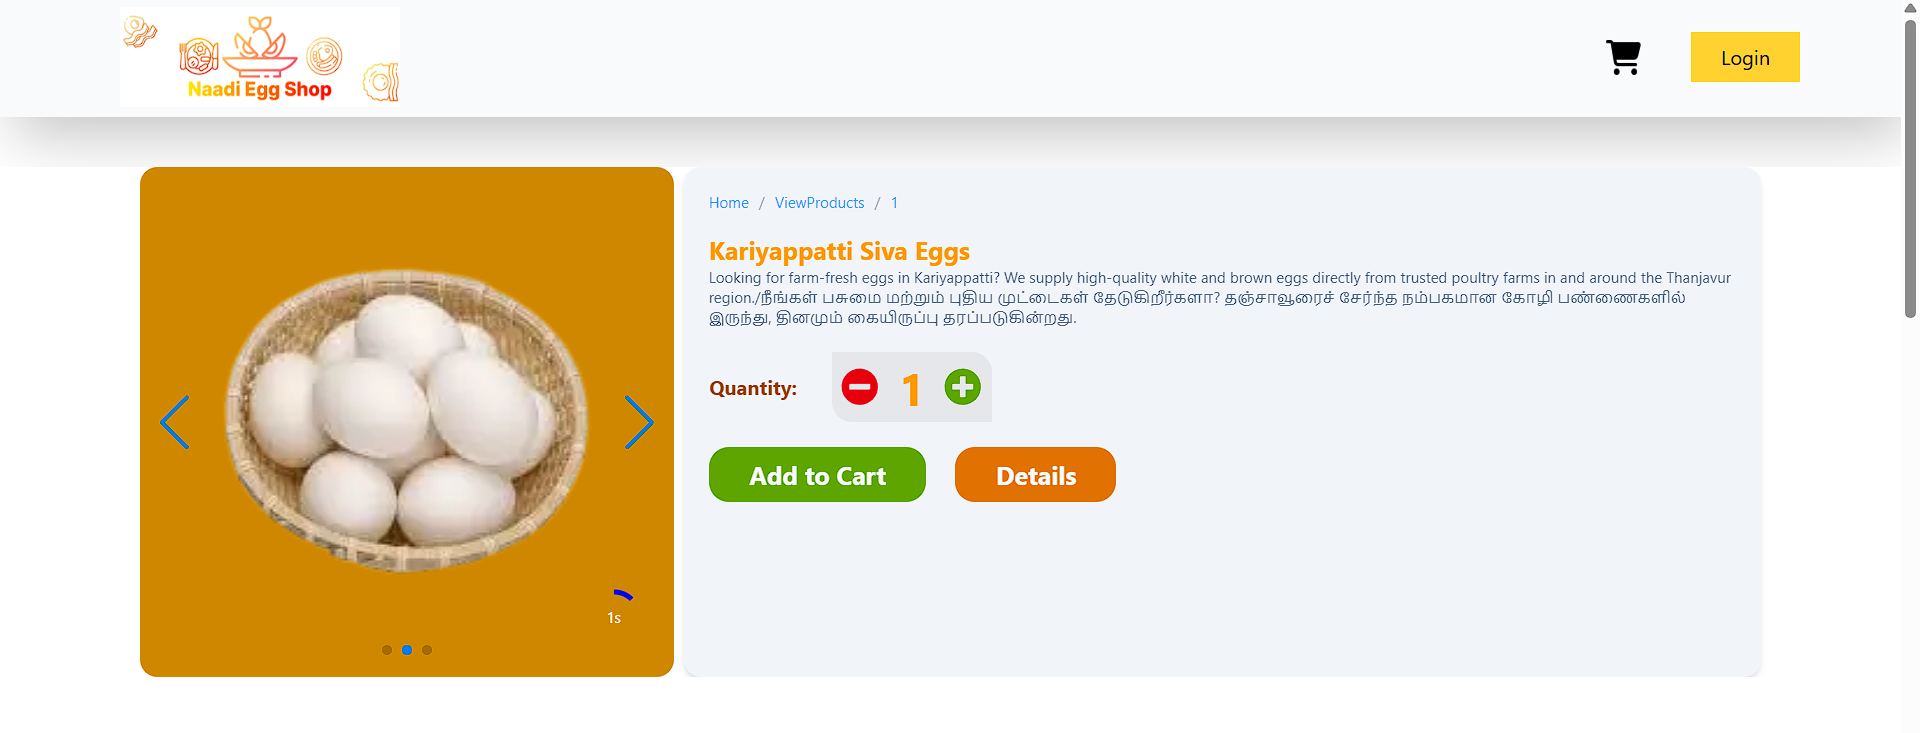 Naadi Egg Shop
Login
Home / ViewProducts / 1
Kariyappatti Siva Eggs
Looking for farm-fresh eggs in Kariyappatti? We supply high-quality white and brown eggs directly from trusted poultry farms in and around the Thanjavur
region./நீங்கள் பசுமை மற்றும் புதிய முட்டைகள் தேடுகிறீர்களா? தஞ்சாவூரைச் சேர்ந்த நம்பகமான கோழி பண்ணைகளில்
இருந்து, தினமும் கையிருப்பு தரப்படுகின்றது.
Quantity: 1
Add to Cart Details
1s